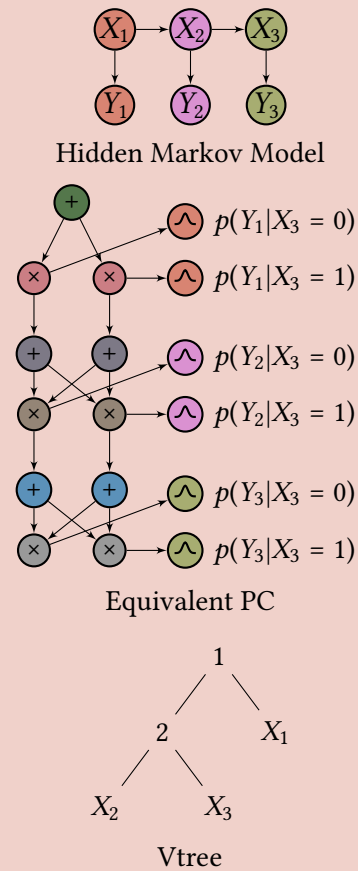 X₁ X₂ X₃
Y₁ Y₂ Y₃
Hidden Markov Model
+
p(Y₁|X₃ = 0)
× × p(Y₁|X₃ = 1)
+ + p(Y₂|X₃ = 0)
× × p(Y₂|X₃ = 1)
+ + p(Y₃|X₃ = 0)
× × p(Y₃|X₃ = 1)
Equivalent PC
1
2 X₁
X₂ X₃
Vtree